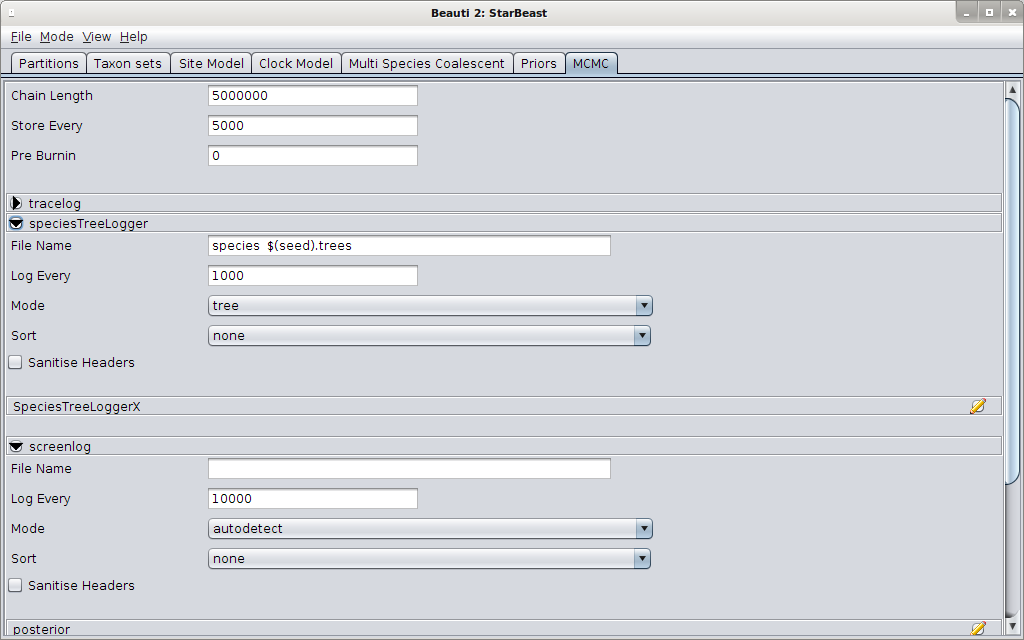 Beauti 2: StarBeast
File Mode View Help
Partitions Taxon sets Site Model Clock Model Multi Species Coalescent Priors MCMC
Chain Length 5000000
Store Every 5000
Pre Burnin 0
tracelog
speciesTreeLogger
File Name species_$(seed).trees
Log Every 1000
Mode tree
Sort none
Sanitise Headers
SpeciesTreeLoggerX
screenlog
File Name
Log Every 10000
Mode autodetect
Sort none
Sanitise Headers
posterior